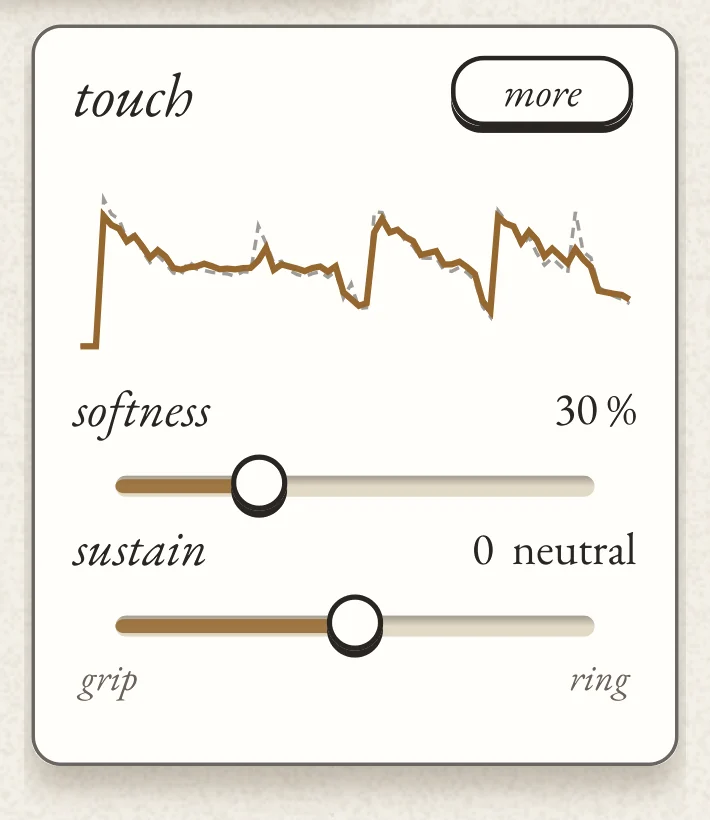 touch more
softness 30 %
sustain 0 neutral
grip ring